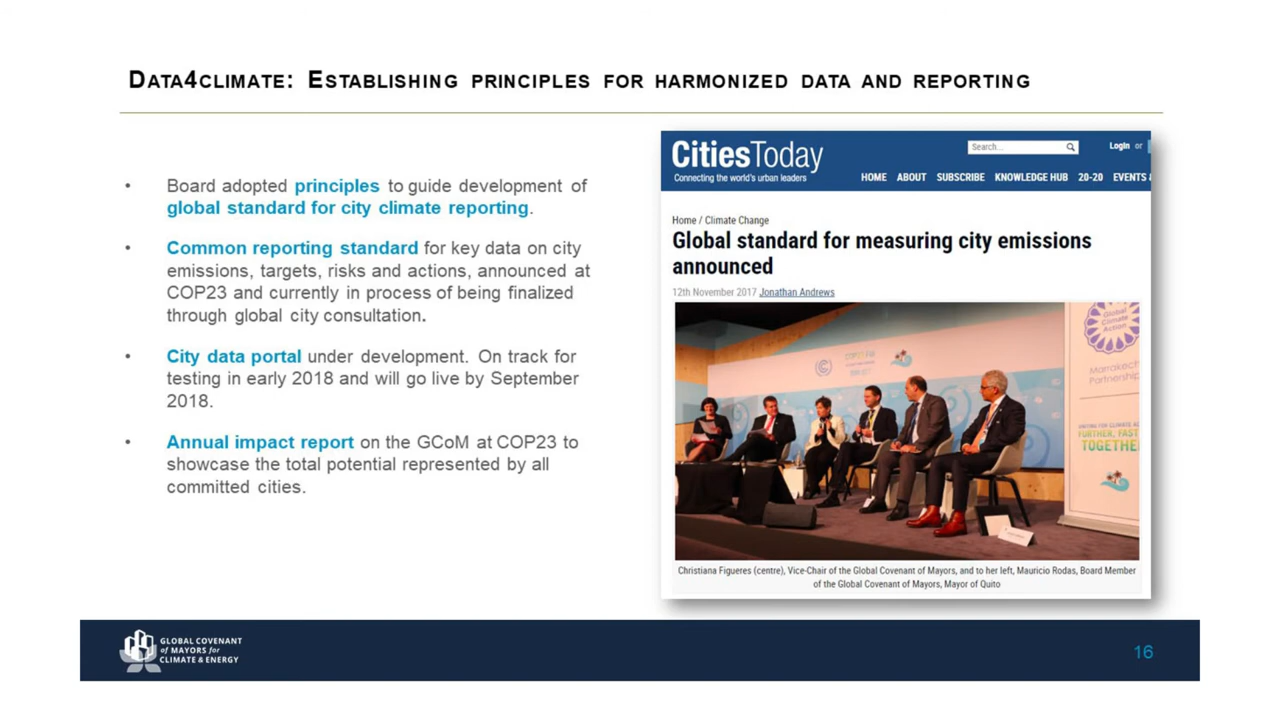 DATA4CLIMATE: ESTABLISHING PRINCIPLES FOR HARMONIZED DATA AND REPORTING
• Board adopted principles to guide development of
global standard for city climate reporting.
• Common reporting standard for key data on city
emissions, targets, risks and actions, announced at
COP23 and currently in process of being finalized
through global city consultation.
• City data portal under development. On track for
testing in early 2018 and will go live by September
2018.
• Annual impact report on the GCoM at COP23 to
showcase the total potential represented by all
committed cities.
CitiesToday
Connecting the world's urban leaders
Search...
Login or
HOME ABOUT SUBSCRIBE KNOWLEDGE HUB 20-20 EVENTS
Home / Climate Change
Global standard for measuring city emissions
announced
12th November 2017 Jonathan Andrews
Global
Climate
Action
Marrakech
Partnership
FURTHER, FAST
TOGETHE
Christiana Figueres (centre), Vice-Chair of the Global Covenant of Mayors, and to her left, Mauricio Rodas, Board Member
of the Global Covenant of Mayors, Mayor of Quito
GLOBAL COVENANT
of MAYORS for
CLIMATE & ENERGY
16